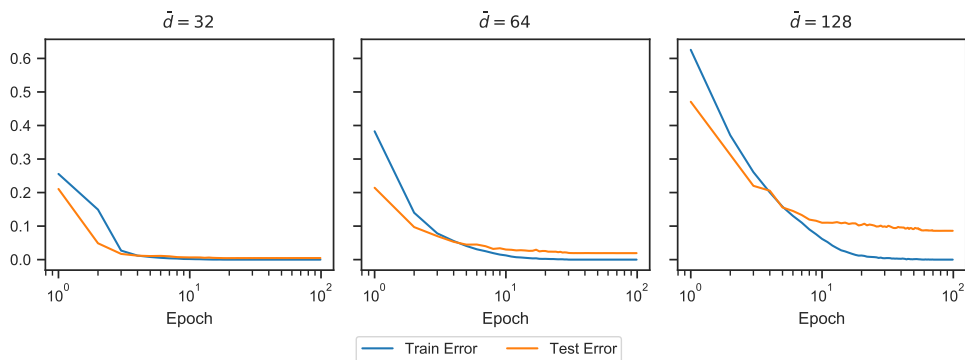 d̄ = 32
d̄ = 64
d̄ = 128
0.6
0.5
0.4
0.3
0.2
0.1
0.0
10⁰ 10¹ 10²
10⁰ 10¹ 10²
10⁰ 10¹ 10²
Epoch
Epoch
Epoch
Train Error
Test Error